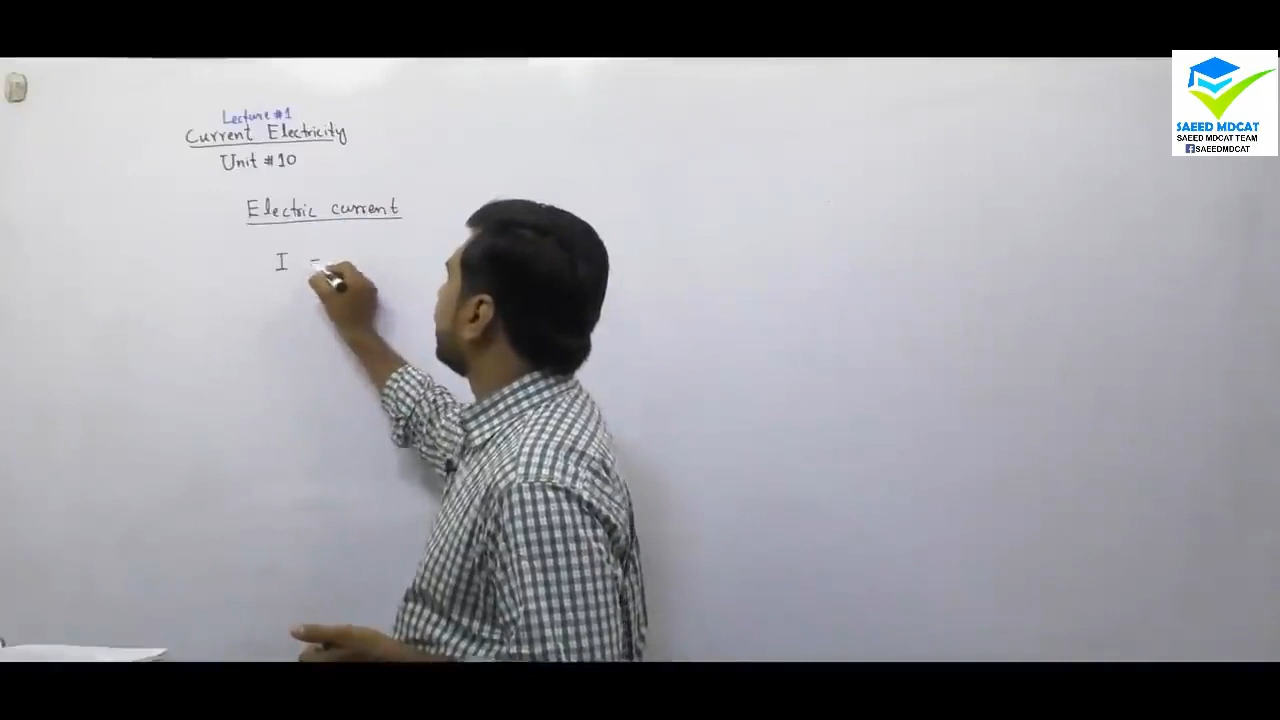 Lecture #1
Current Electricity
Unit #10
Electric current
I =
SAEED MDCAT
SAEED MDCAT TEAM
SAEEDMDCAT